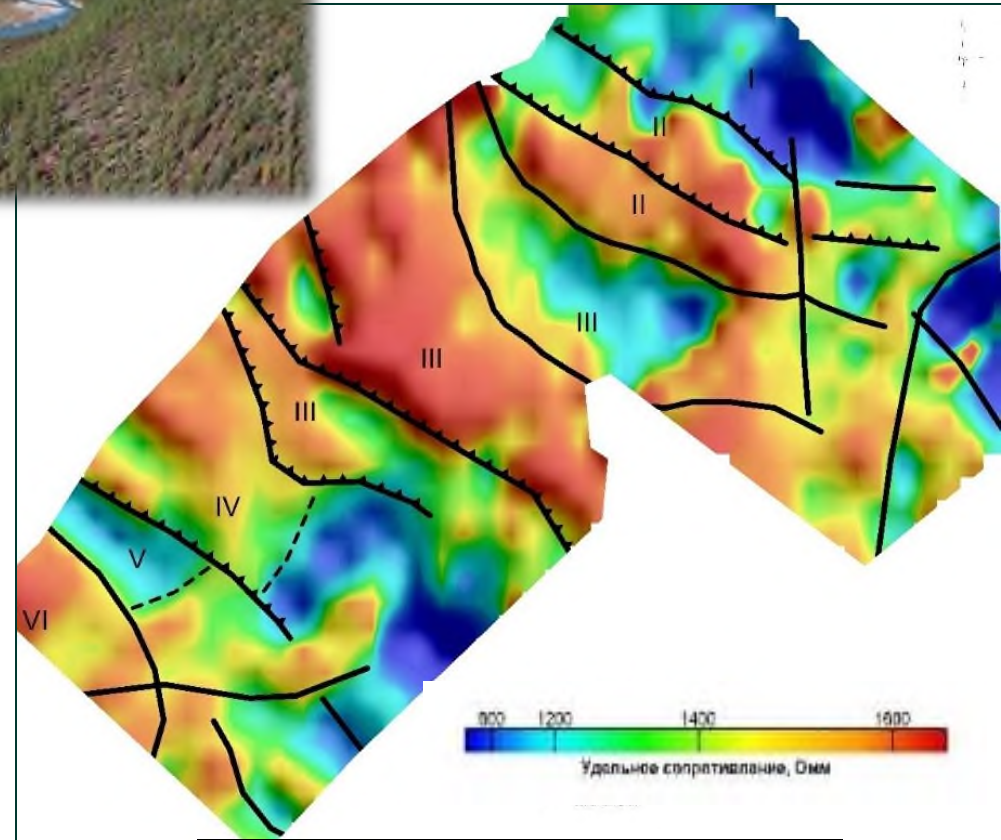 I
II
II
III
III
III
IV
V
VI
800 1200 1400 1600
Удельное сопротивление, Омм